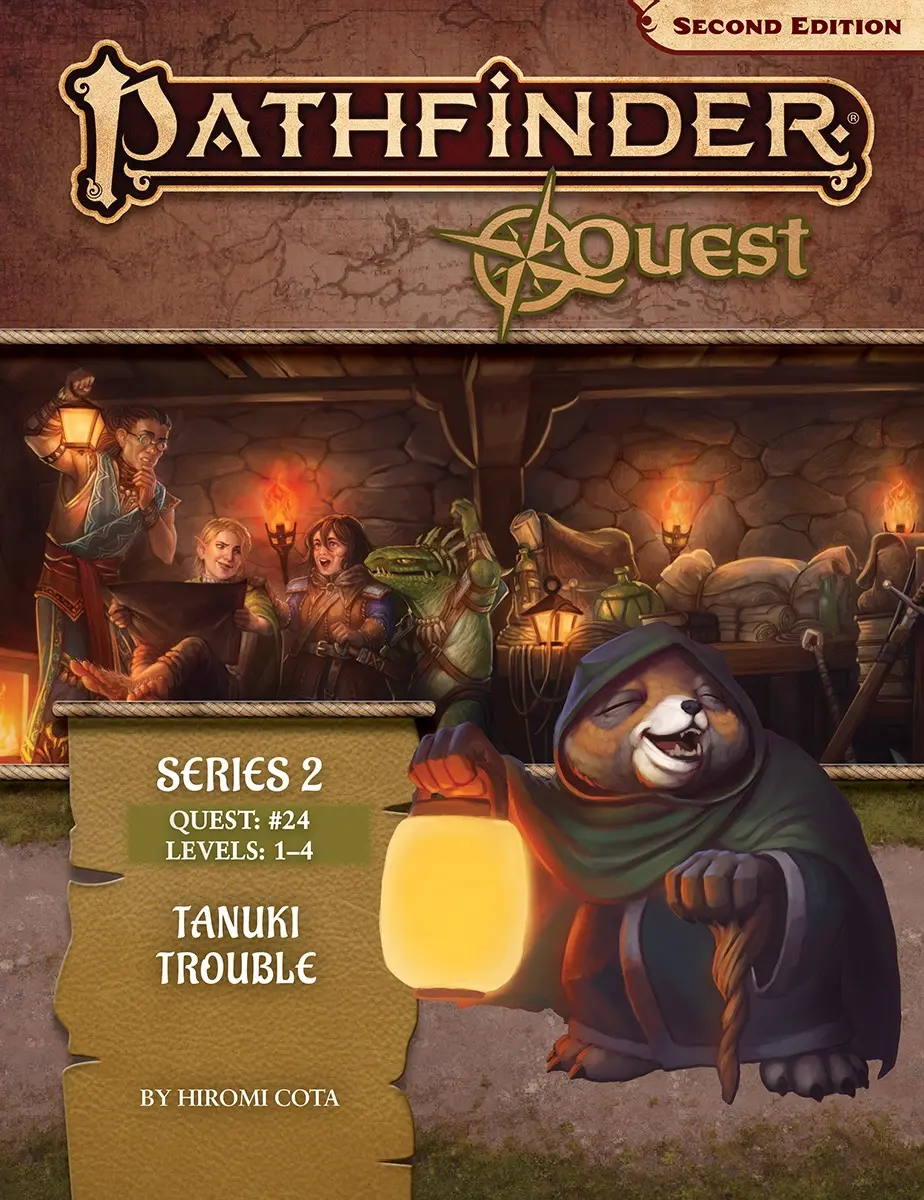 SECOND EDITION
PATHFINDER®
QUEST
SERIES 2
QUEST: #24
LEVELS: 1–4
TANUKI
TROUBLE
BY HIROMI COTA